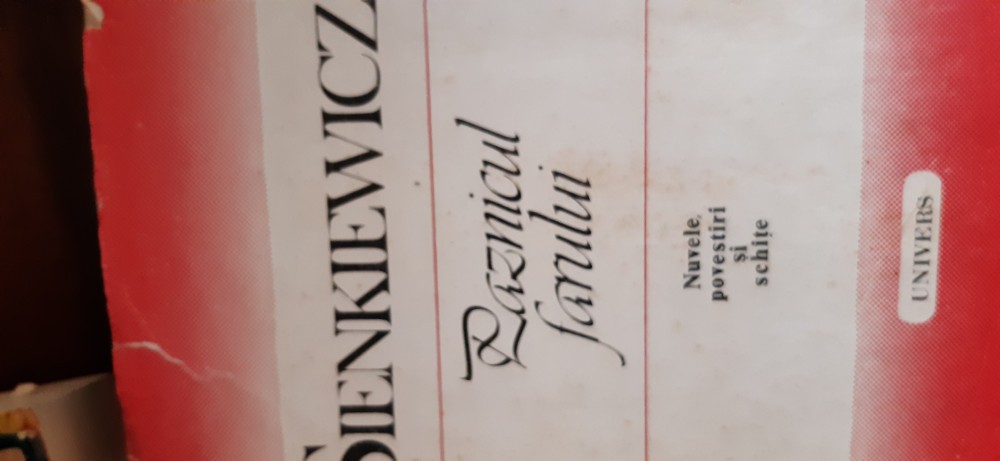 SIENKIEWICZ
Paznicul
farului
Nuvele,
povestiri
și
schițe
UNIVERS